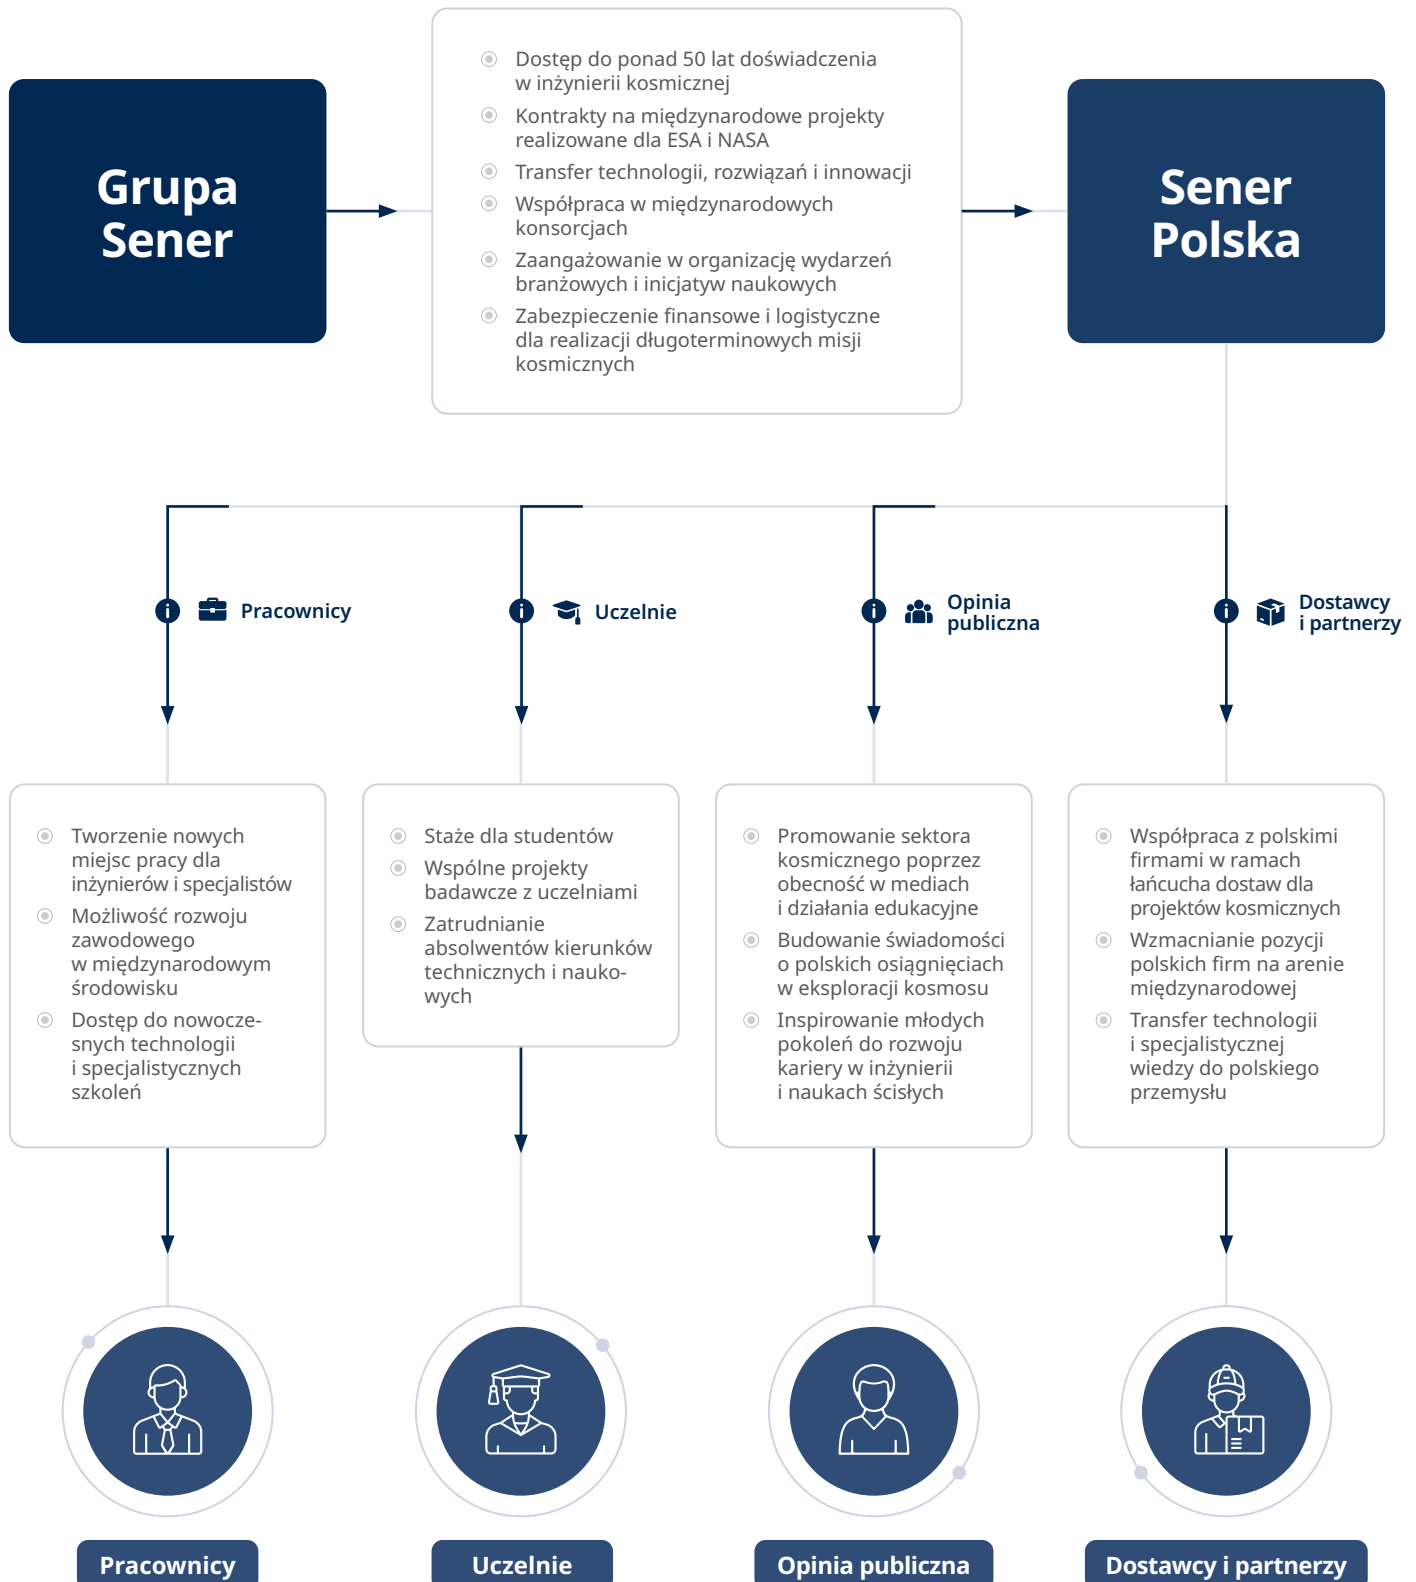 Grupa
Sener
Dostęp do ponad 50 lat doświadczenia
w inżynierii kosmicznej
Kontrakty na międzynarodowe projekty
realizowane dla ESA i NASA
Transfer technologii, rozwiązań i innowacji
Współpraca w międzynarodowych
konsorcjach
Zaangażowanie w organizację wydarzeń
branżowych i inicjatyw naukowych
Zabezpieczenie finansowe i logistyczne
dla realizacji długoterminowych misji
kosmicznych
Sener
Polska
Pracownicy
Uczelnie
Opinia
publiczna
Dostawcy
i partnerzy
Tworzenie nowych
miejsc pracy dla
inżynierów i specjalistów
Możliwość rozwoju
zawodowego
w międzynarodowym
środowisku
Dostęp do nowocze-
snych technologii
i specjalistycznych
szkoleń
Staże dla studentów
Wspólne projekty
badawcze z uczelniami
Zatrudnianie
absolwentów kierunków
technicznych i nauko-
wych
Promowanie sektora
kosmicznego poprzez
obecność w mediach
i działania edukacyjne
Budowanie świadomości
o polskich osiągnięciach
w eksploracji kosmosu
Inspirowanie młodych
pokoleń do rozwoju
kariery w inżynierii
i naukach ścisłych
Współpraca z polskimi
firmami w ramach
łańcucha dostaw dla
projektów kosmicznych
Wzmacnianie pozycji
polskich firm na arenie
międzynarodowej
Transfer technologii
i specjalistycznej
wiedzy do polskiego
przemysłu
Pracownicy
Uczelnie
Opinia publiczna
Dostawcy i partnerzy